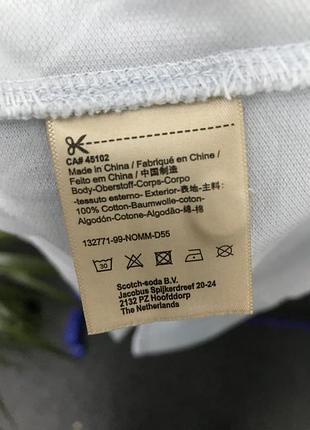 CA# 45102
Made in China / Fabriqué en Chine /
Feito em China / 中国制造
Body-Oberstoff-Corps-Corpo
-tessuto esterno- Exterior-表地-主料:
100% Cotton-Baumwolle-coton-
Algodón-Cotone-Algodão-綿-棉
132771-99-NOMM-D55
30
Scotch-soda B.V.
Jacobus Spijkerdreef 20-24
2132 PZ Hoofddorp
The Netherlands